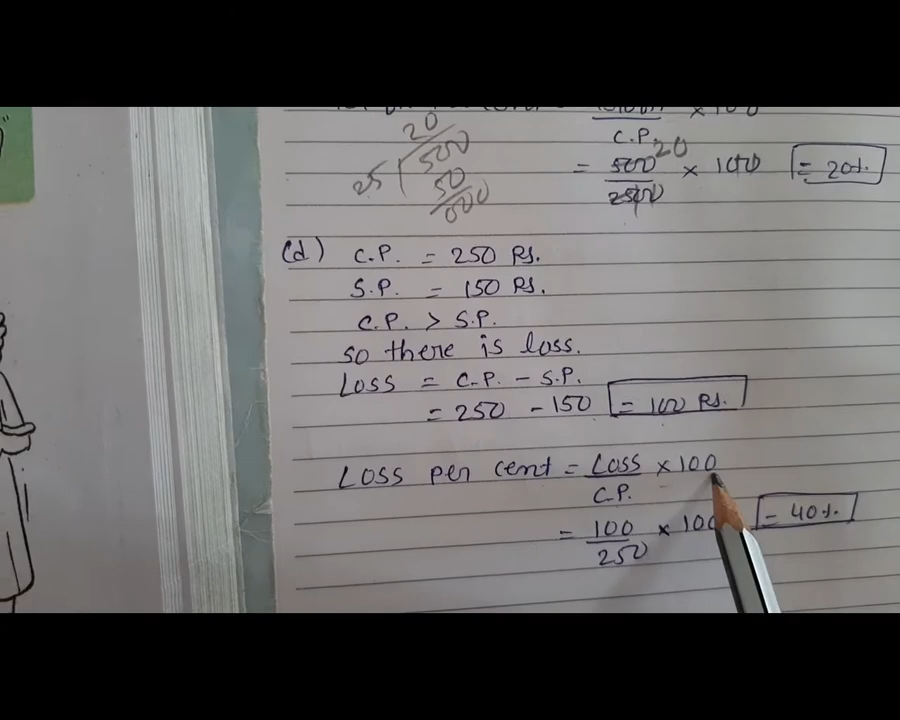 C.P.
= 500 20 × 100 = 20%
2500
20
25 500
50
000
(d) C.P. = 250 Rs.
S.P. = 150 Rs.
C.P. > S.P.
so there is loss.
Loss = C.P. - S.P.
= 250 - 150 = 100 Rs.
Loss per cent = Loss × 100
C.P.
= 100 × 100 = 40%
250